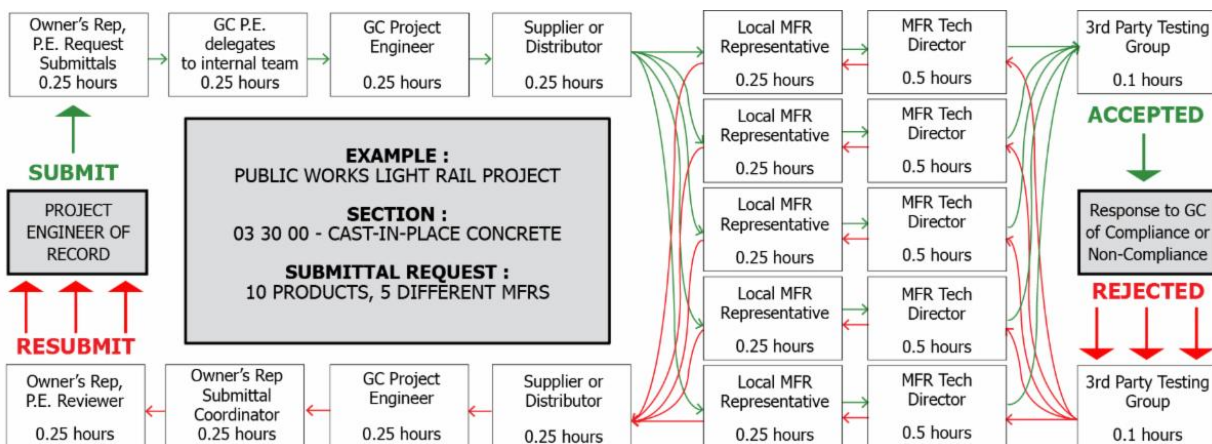 Owner's Rep,
P.E. Request
Submittals
0.25 hours
GC P.E.
delegates
to internal team
0.25 hours
GC Project
Engineer
0.25 hours
Supplier or
Distributor
0.25 hours
Local MFR
Representative
0.25 hours
MFR Tech
Director
0.5 hours
3rd Party Testing
Group
0.1 hours
SUBMIT
PROJECT
ENGINEER OF
RECORD
RESUBMIT
EXAMPLE :
PUBLIC WORKS LIGHT RAIL PROJECT
SECTION :
03 30 00 - CAST-IN-PLACE CONCRETE
SUBMITTAL REQUEST :
10 PRODUCTS, 5 DIFFERENT MFRS
Local MFR
Representative
0.25 hours
MFR Tech
Director
0.5 hours
Local MFR
Representative
0.25 hours
MFR Tech
Director
0.5 hours
Local MFR
Representative
0.25 hours
MFR Tech
Director
0.5 hours
ACCEPTED
Response to GC
of Compliance or
Non-Compliance
REJECTED
Owner's Rep,
P.E. Reviewer
0.25 hours
Owner's Rep
Submittal
Coordinator
0.25 hours
GC Project
Engineer
0.25 hours
Supplier or
Distributor
0.25 hours
Local MFR
Representative
0.25 hours
MFR Tech
Director
0.5 hours
3rd Party Testing
Group
0.1 hours